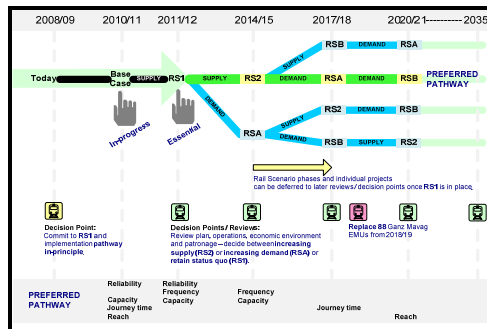 2008/09 2010/11 2011/12 2014/15 2017/18 2020/21---------- 2035
RSB DEMAND RSA
SUPPLY
Today Base Case SUPPLY RS1 SUPPLY RS2 DEMAND RSA DEMAND RSB PREFERRED PATHWAY
DEMAND
RS2 DEMAND RSB
SUPPLY
RSA
DEMAND
RSB SUPPLY RS2
In-progress
Essential
Rail Scenario phases and individual projects
can be deferred to later reviews/decision points once RS1 is in place,
Decision Point:
Commit to RS1 and
implementation pathway
in-principle.
Decision Points/ Reviews:
Review plan, operations, economic environment
and patronage – decide between increasing
supply(RS2) or increasing demand (RSA) or
retain status quo (RS1).
Replace 88 Ganz Mavag
EMUs from 2018/19
PREFERRED
PATHWAY
Reliability
Capacity
Journey time
Reach
Reliability
Frequency
Capacity
Frequency
Capacity
Journey time
Reach